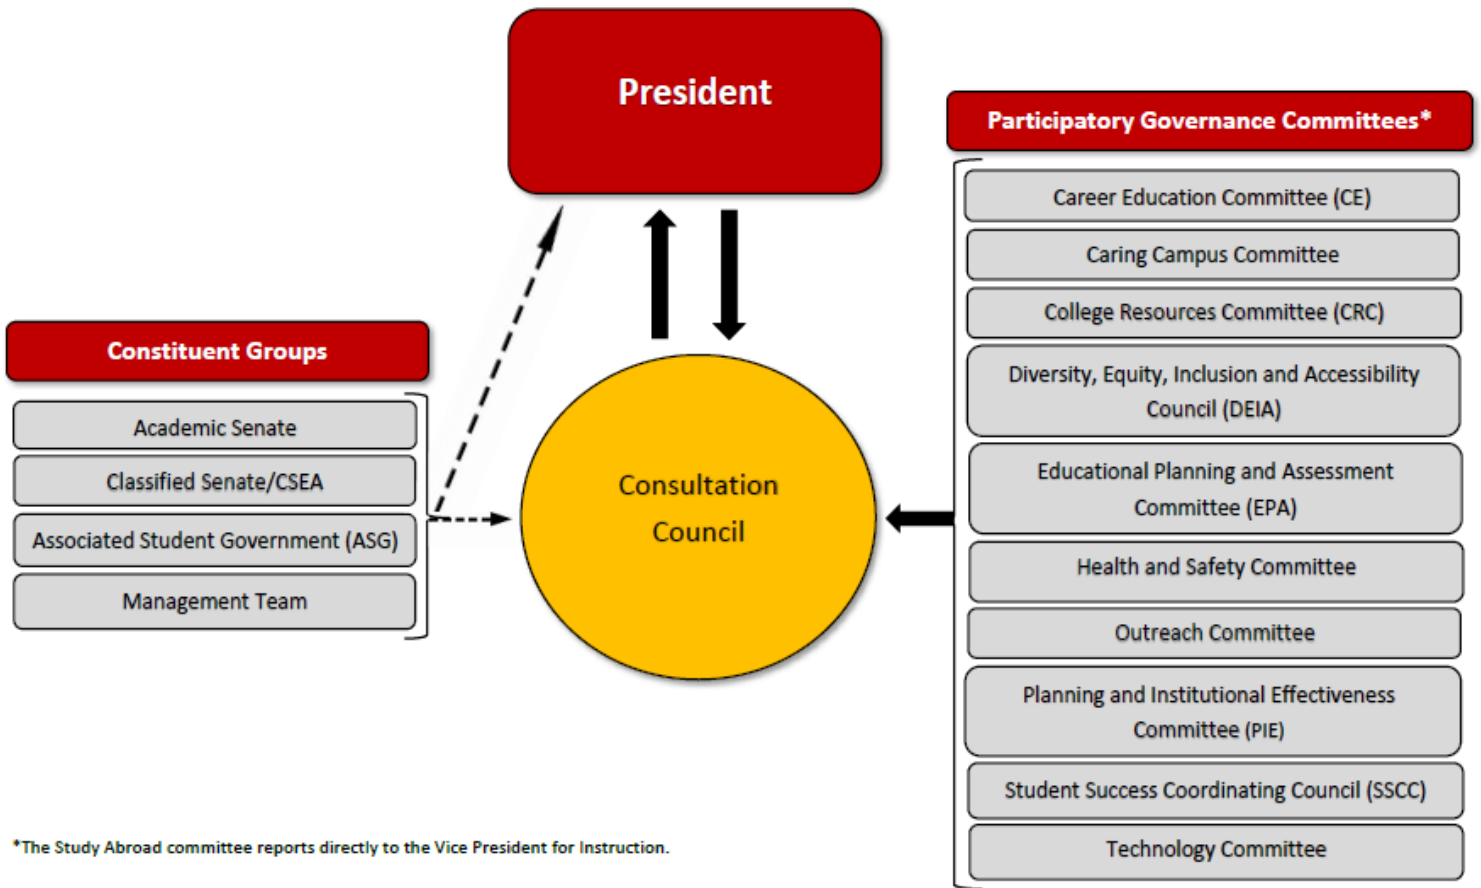 President
Participatory Governance Committees*
Career Education Committee (CE)
Caring Campus Committee
College Resources Committee (CRC)
Diversity, Equity, Inclusion and Accessibility
Council (DEIA)
Educational Planning and Assessment
Committee (EPA)
Health and Safety Committee
Outreach Committee
Planning and Institutional Effectiveness
Committee (PIE)
Student Success Coordinating Council (SSCC)
Technology Committee
Constituent Groups
Academic Senate
Classified Senate/CSEA
Associated Student Government (ASG)
Management Team
Consultation
Council
*The Study Abroad committee reports directly to the Vice President for Instruction.